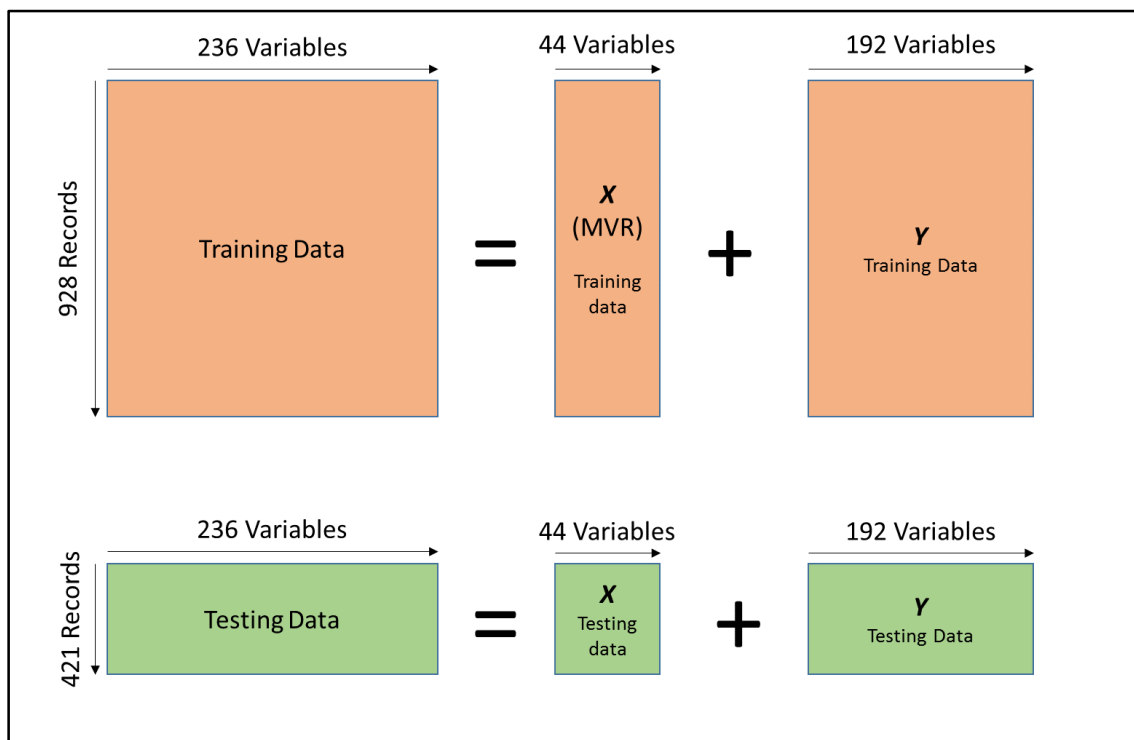 236 Variables
44 Variables
192 Variables
928 Records
Training Data
=
X
(MVR)
Training
data
+
Y
Training Data
236 Variables
44 Variables
192 Variables
421 Records
Testing Data
=
X
Testing
data
+
Y
Testing Data